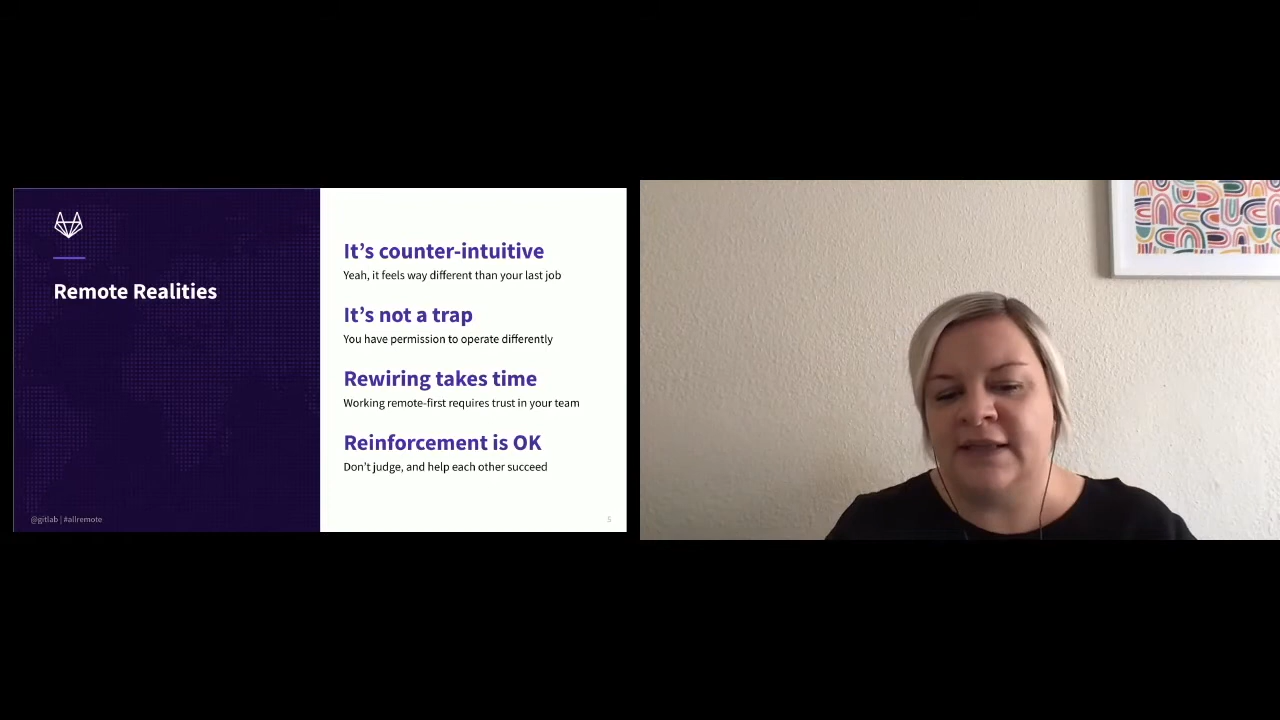 Remote Realities
It’s counter-intuitive
Yeah, it feels way different than your last job
It’s not a trap
You have permission to operate differently
Rewiring takes time
Working remote-first requires trust in your team
Reinforcement is OK
Don’t judge, and help each other succeed
@gitlab | #allremote
5